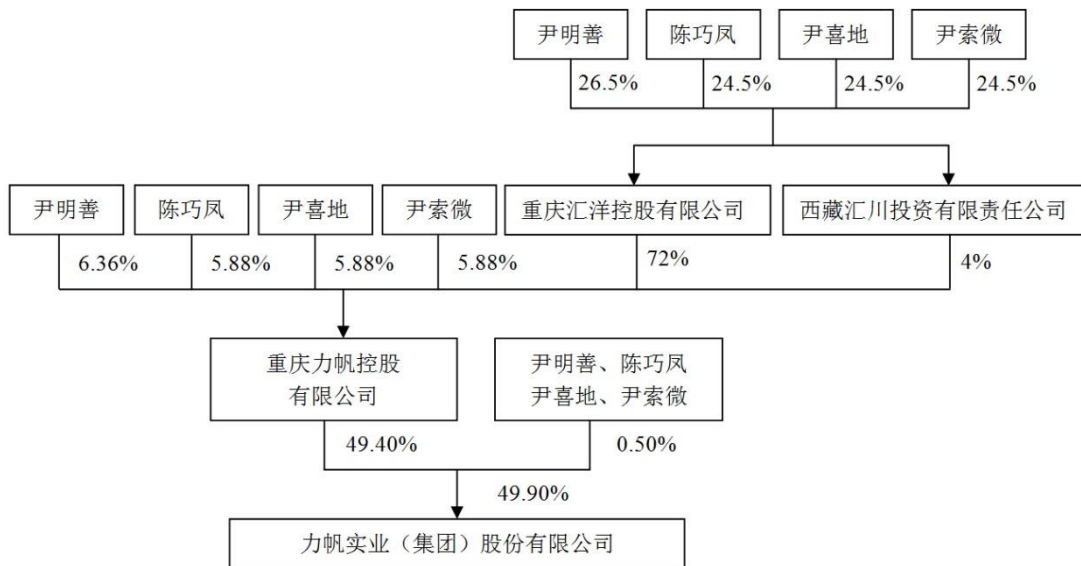 尹明善
陈巧凤
尹喜地
尹索微
26.5%
24.5%
24.5%
24.5%
尹明善
陈巧凤
尹喜地
尹索微
重庆汇洋控股有限公司
西藏汇川投资有限责任公司
6.36%
5.88%
5.88%
5.88%
72%
4%
重庆力帆控股
有限公司
尹明善、陈巧凤
尹喜地、尹索微
49.40%
0.50%
49.90%
力帆实业（集团）股份有限公司